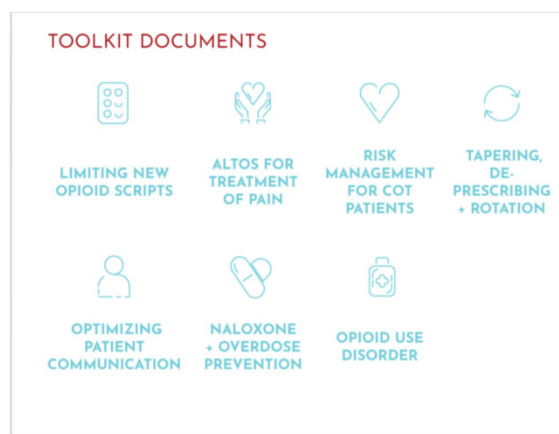 TOOLKIT DOCUMENTS
LIMITING NEW
OPIOID SCRIPTS
ALTOS FOR
TREATMENT
OF PAIN
RISK
MANAGEMENT
FOR COT
PATIENTS
TAPERING,
DE-
PRESCRIBING
+ ROTATION
OPTIMIZING
PATIENT
COMMUNICATION
NALOXONE
+ OVERDOSE
PREVENTION
OPIOID USE
DISORDER